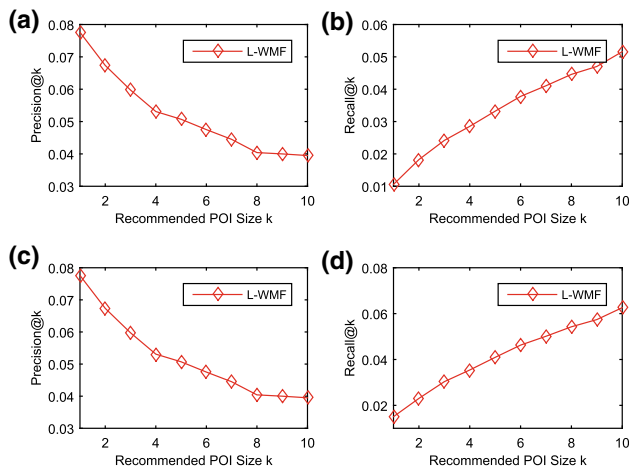 (a)
0.08
0.07
0.06
0.05
0.04
0.03
Precision@k
L-WMF
2 4 6 8 10
Recommended POI Size k
(b)
0.06
0.05
0.04
0.03
0.02
0.01
Recall@k
L-WMF
2 4 6 8 10
Recommended POI Size k
(c)
0.08
0.07
0.06
0.05
0.04
0.03
Precision@k
L-WMF
2 4 6 8 10
Recommended POI Size k
(d)
0.08
0.06
0.04
0.02
Recall@k
L-WMF
2 4 6 8 10
Recommended POI Size k